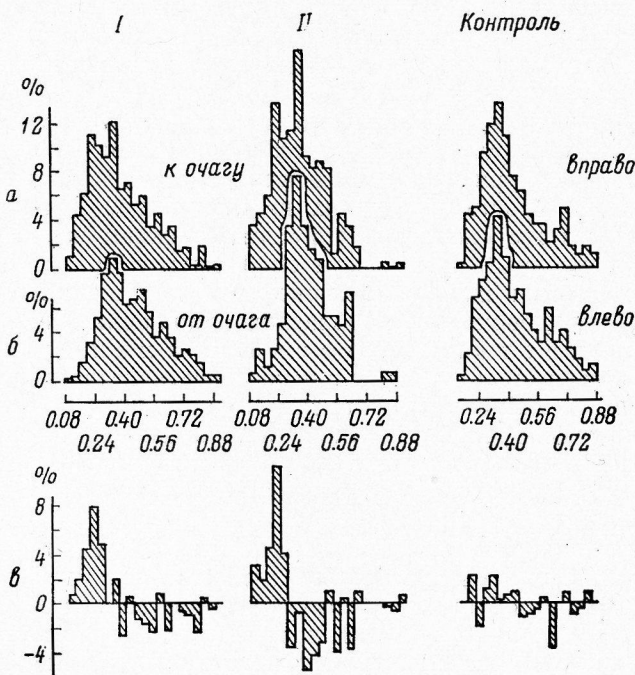 I II Контроль
%
12
8
4
0
а
к очагу
вправо
%
4
0
б
от очага
влево
0.08 0.40 0.72 0.08 0.40 0.72 0.24 0.56 0.88
0.24 0.56 0.88 0.24 0.56 0.88 0.40 0.72
%
8
4
0
-4
в